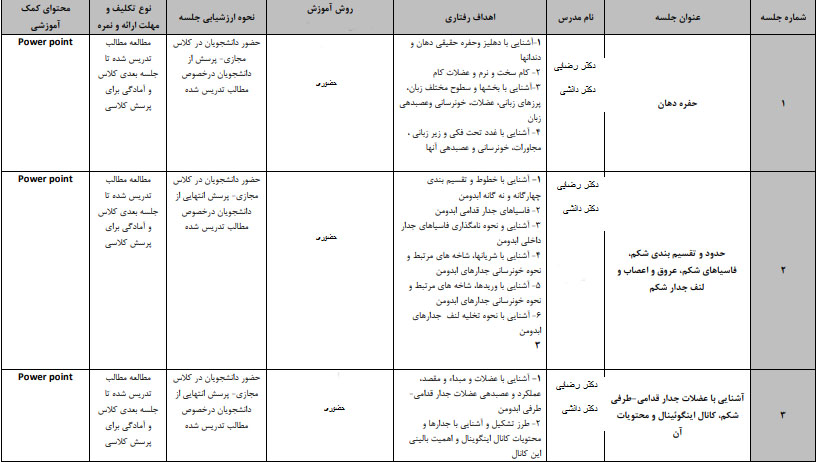 شماره جلسه
عنوان جلسه
نام مدرس
اهداف رفتاری
روش آموزش
نحوه ارزشیابی جلسه
نوع تکلیف و
مهلت ارائه و نمره
محتوای کمک
آموزشی
۱
حفره دهان
دکتر رضایی
دکتر دانشی
۱-آشنایی با دهلیز وحفره حقیقی دهان و
دندانها
۲- کام سخت و نرم و عضلات کام
۳-آشنایی با بخشها و سطوح مختلف زبان،
پرزهای زبانی، عضلات، خونرسانی وعصبدهی
زبان
۴- آشنایی با غدد تحت فکی و زیر زبانی ،
مجاورات، خونرسانی و عصبدهی آنها
حضوری
حضور دانشجویان در کلاس
مجازی- پرسش از
دانشجویان درخصوص
مطالب تدریس شده
مطالعه مطالب
تدریس شده تا
جلسه بعدی کلاس
و آمادگی برای
پرسش کلاسی
Power point
۲
حدود و تقسیم بندی شکم،
فاسیاهای شکم، عروق و اعصاب و
لنف جدار شکم
دکتر رضایی
دکتر دانشی
۱- آشنایی با خطوط و تقسیم بندی
چهارگانه و نه گانه ابدومن
۲-فاسیاهای جدار قدامی ابدومن
۳- آشنایی و نحوه نامگذاری فاسیاهای جدار
داخلی ابدومن
۴- آشنایی با شریانها، شاخه های مرتبط و
نحوه خونرسانی جدارهای ابدومن
۵- آشنایی با وریدها، شاخه های مرتبط و
نحوه خونرسانی جدارهای ابدومن
۶- آشنایی با نحوه تخلیه لنف جدارهای
ابدومن
۳
حضوری
حضور دانشجویان در کلاس
مجازی- پرسش انتهایی از
دانشجویان درخصوص
مطالب تدریس شده
مطالعه مطالب
تدریس شده تا
جلسه بعدی کلاس
و آمادگی برای
پرسش کلاسی
Power point
۳
آشنایی با عضلات جدار قدامی-طرفی
شکم، کانال اینگوئینال و محتویات
آن
دکتر رضایی
دکتر دانشی
۱- آشنایی با عضلات و مبداء و مقصد،
عملکرد و عصبدهی عضلات جدار قدامی-
طرفی ابدومن
۲- طرز تشکیل و آشنایی با جدارها و
محتویات کانال اینگوینال و اهمیت بالینی
این کانال
حضوری
حضور دانشجویان در کلاس
مجازی- پرسش انتهایی از
دانشجویان درخصوص
مطالب تدریس شده
مطالعه مطالب
تدریس شده تا
جلسه بعدی کلاس
و آمادگی برای
پرسش کلاسی
Power point